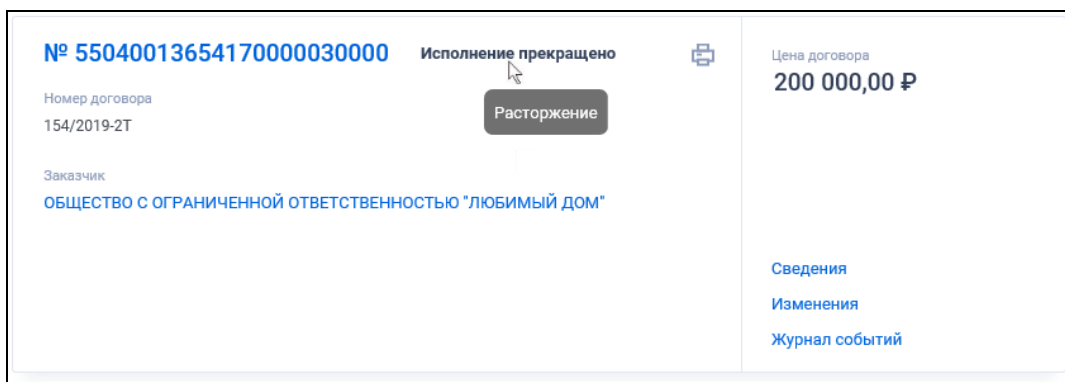 № 55040013654170000030000
Исполнение прекращено
Номер договора
154/2019-2Т
Расторжение
Заказчик
ОБЩЕСТВО С ОГРАНИЧЕННОЙ ОТВЕТСТВЕННОСТЬЮ "ЛЮБИМЫЙ ДОМ"
Цена договора
200 000,00 ₽
Сведения
Изменения
Журнал событий